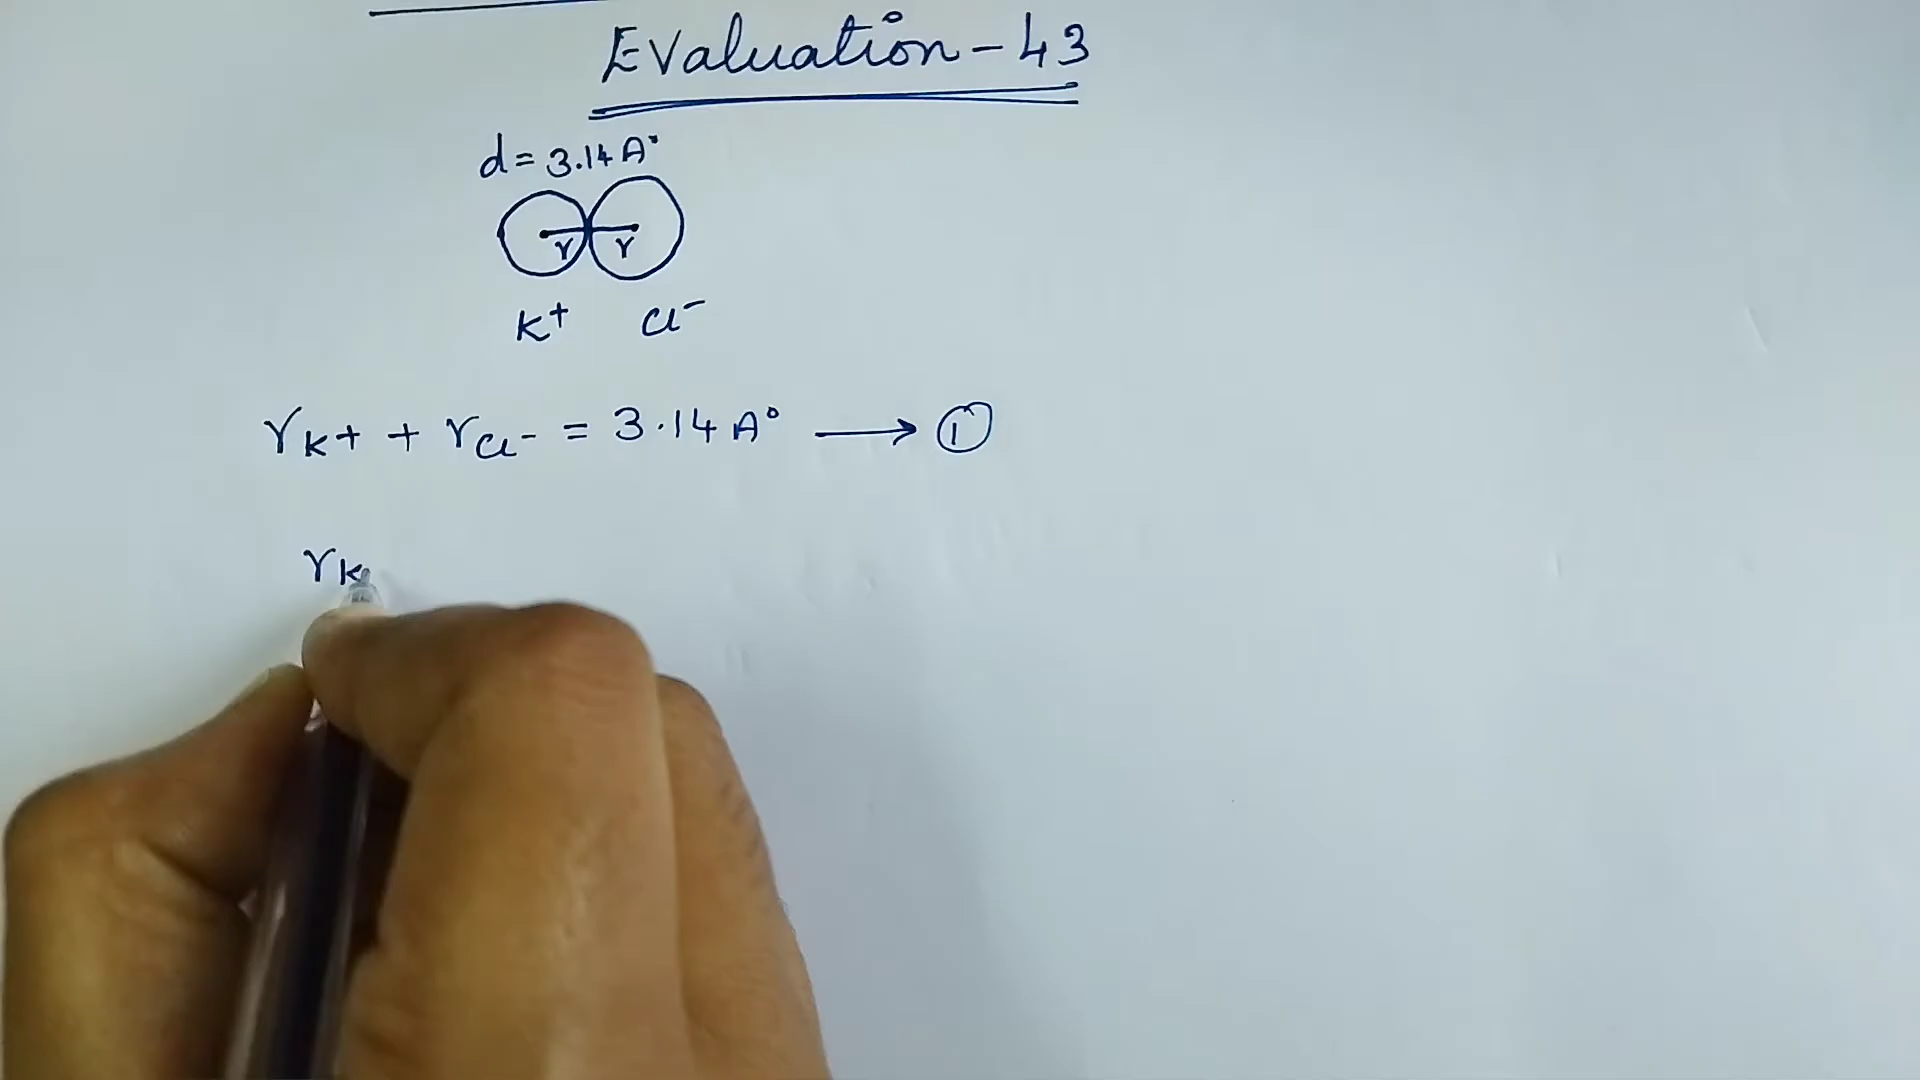 Evaluation - 43
d = 3.14 A°
r r
K+ Cl-
rK+ + rCl- = 3.14 A° → ①
rK